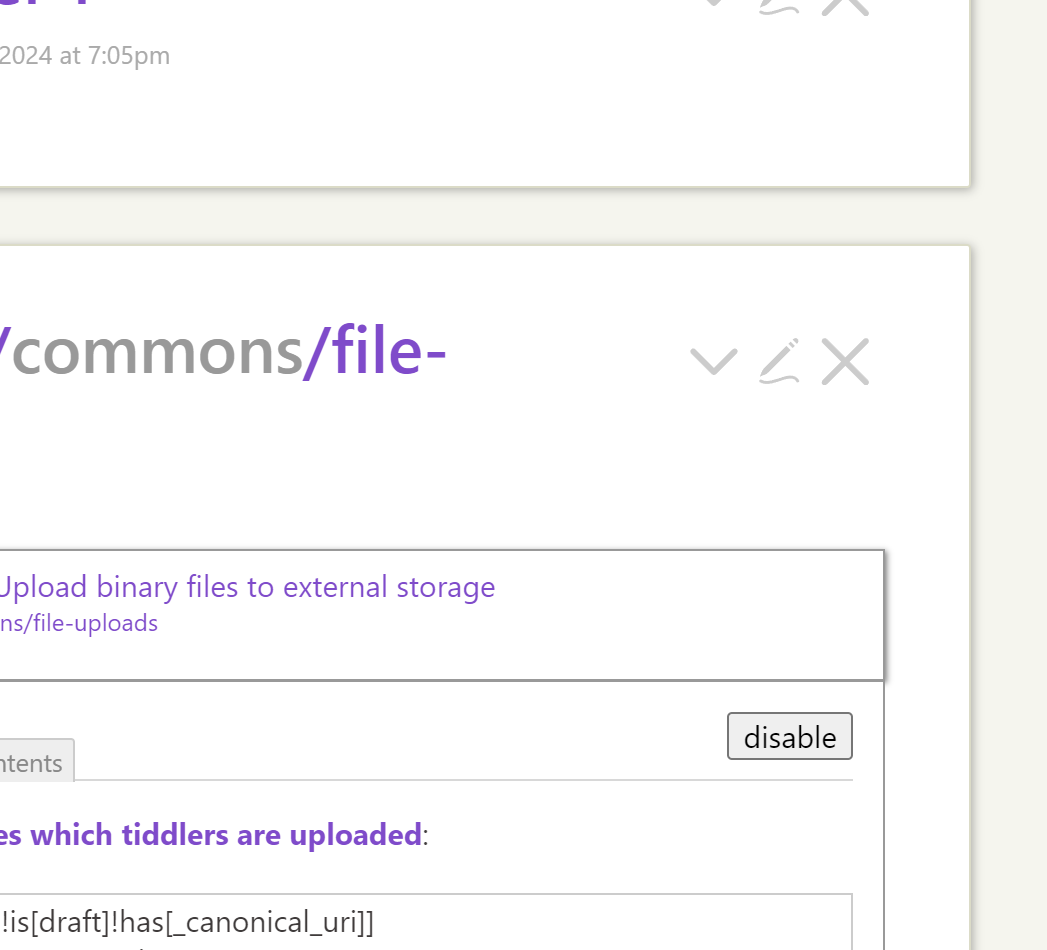 2024 at 7:05pm
/commons/file-
Upload binary files to external storage
ns/file-uploads
disable
ntents
es which tiddlers are uploaded:
!is[draft]!has[_canonical_uri]]